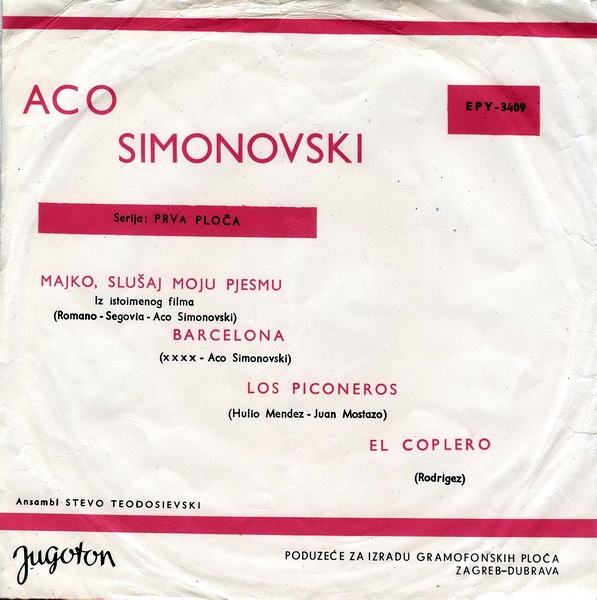 ACO
EPY-3409
SIMONOVSKI
Serija: PRVA PLOČA
MAJKO, SLUŠAJ MOJU PJESMU
Iz istoimenog filma
(Romano - Segovia - Aco Simonovski)
BARCELONA
(xxxx - Aco Simonovski)
LOS PICONEROS
(Hulio Mendez - Juan Mostazo)
EL COPLERO
(Rodrigez)
Ansambl STEVO TEODOSIEVSKI
Jugoton
PODUZEĆE ZA IZRADU GRAMOFONSKIH PLOČA
ZAGREB-DUBRAVA